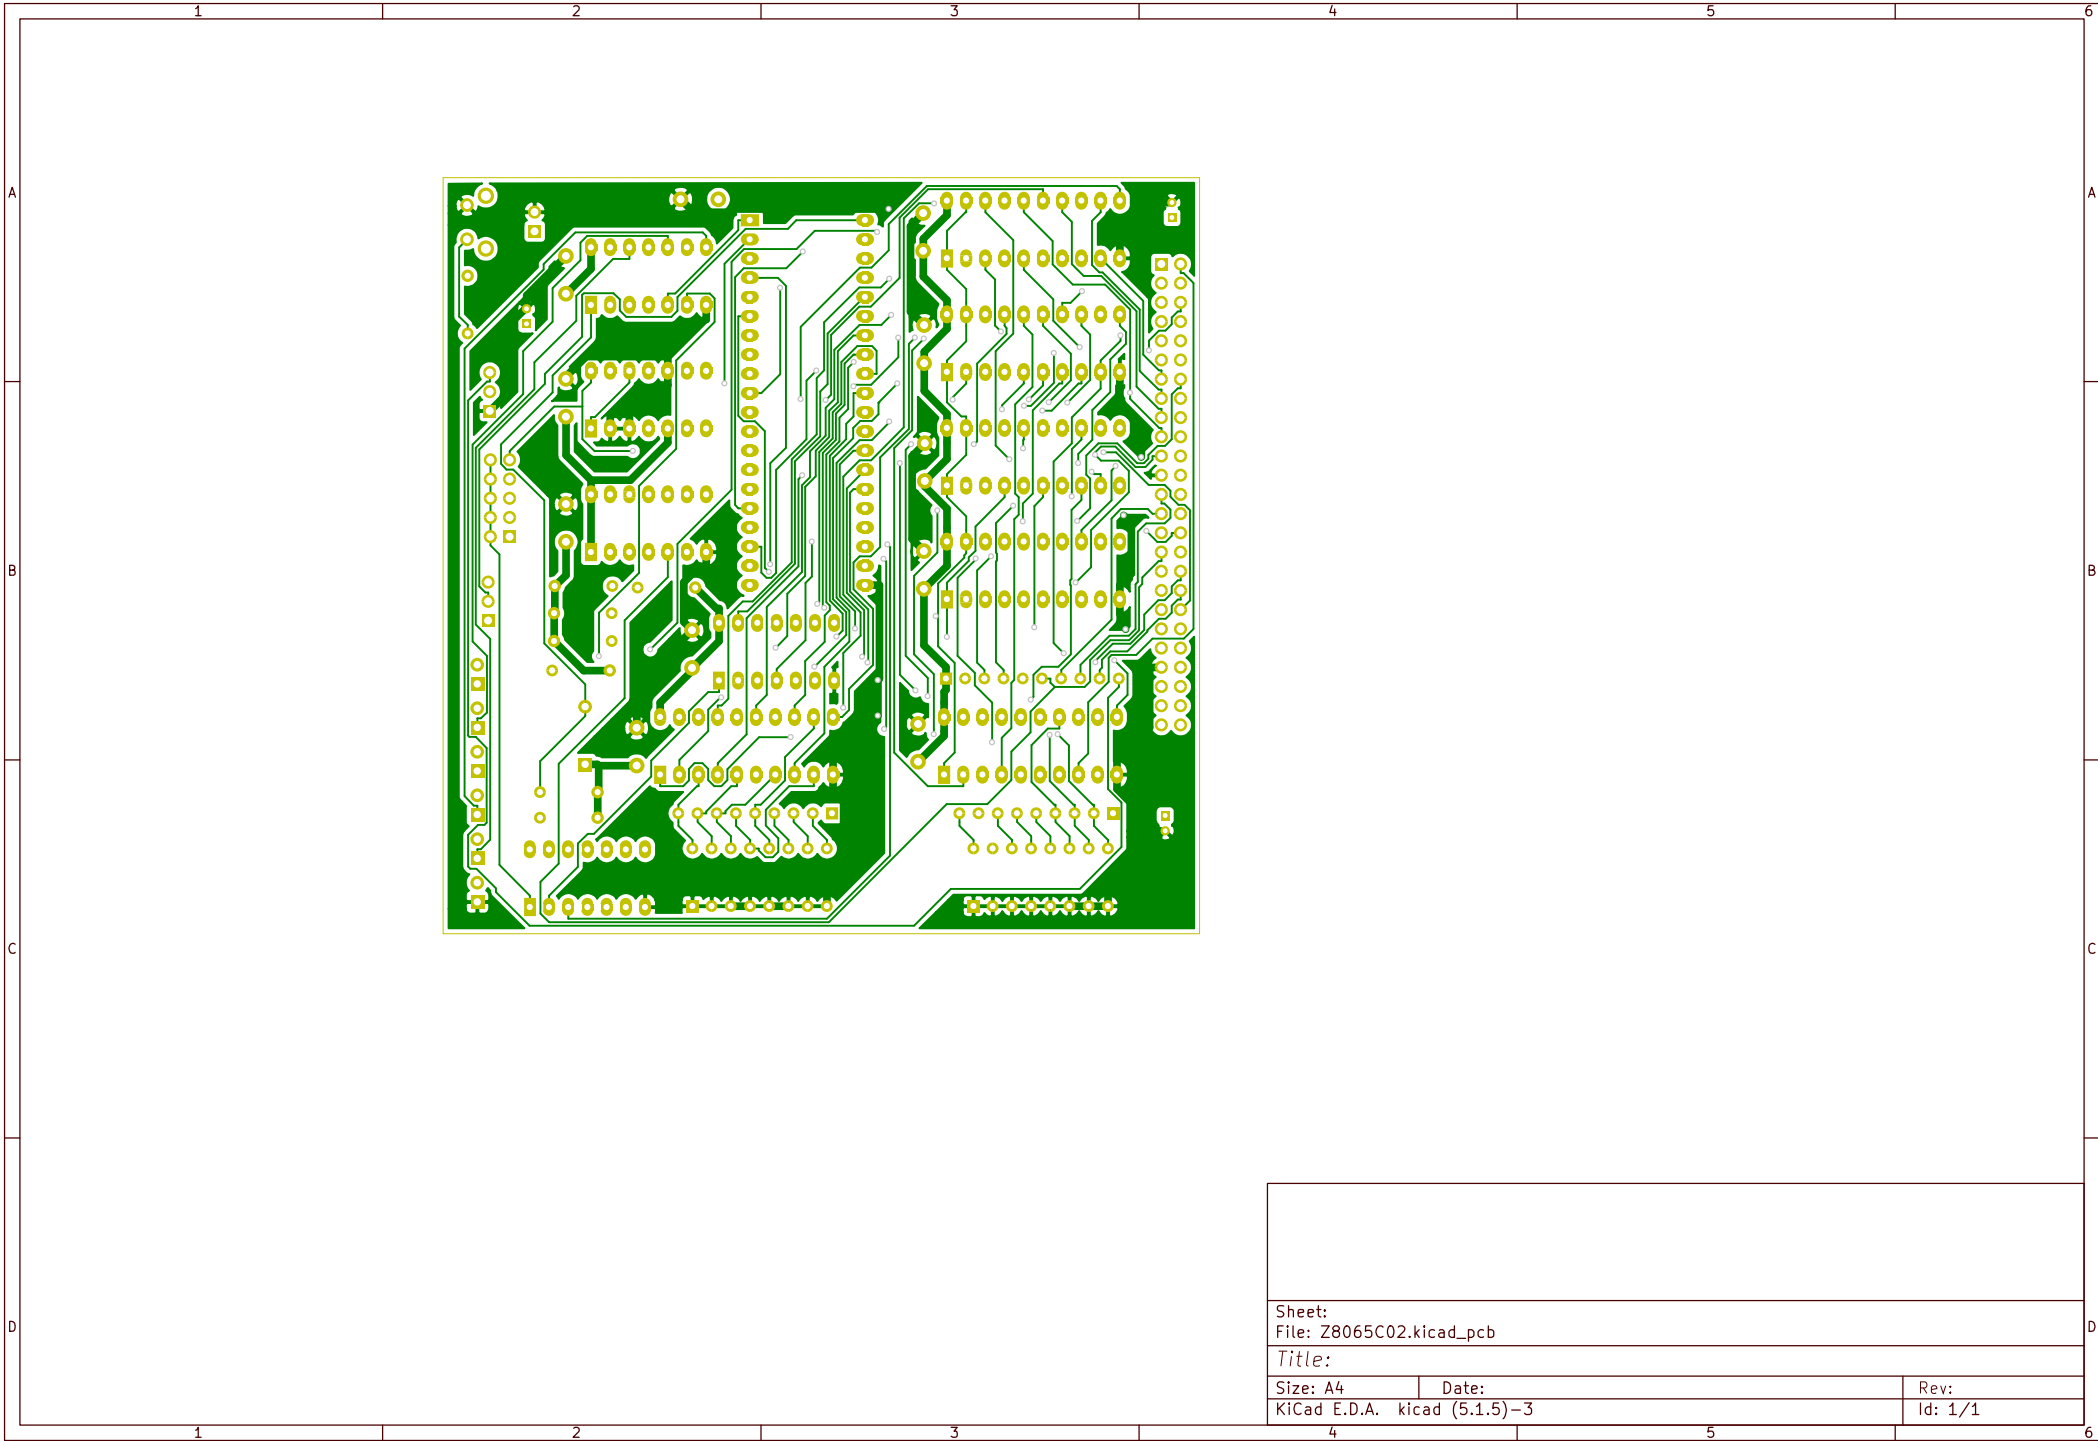 1 2 3 4 5 6
A A
B B
C C
D D
Sheet:
File: Z8065C02.kicad_pcb
Title:
Size: A4 Date: Rev:
KiCad E.D.A. kicad (5.1.5)-3 Id: 1/1
1 2 3 4 5 6